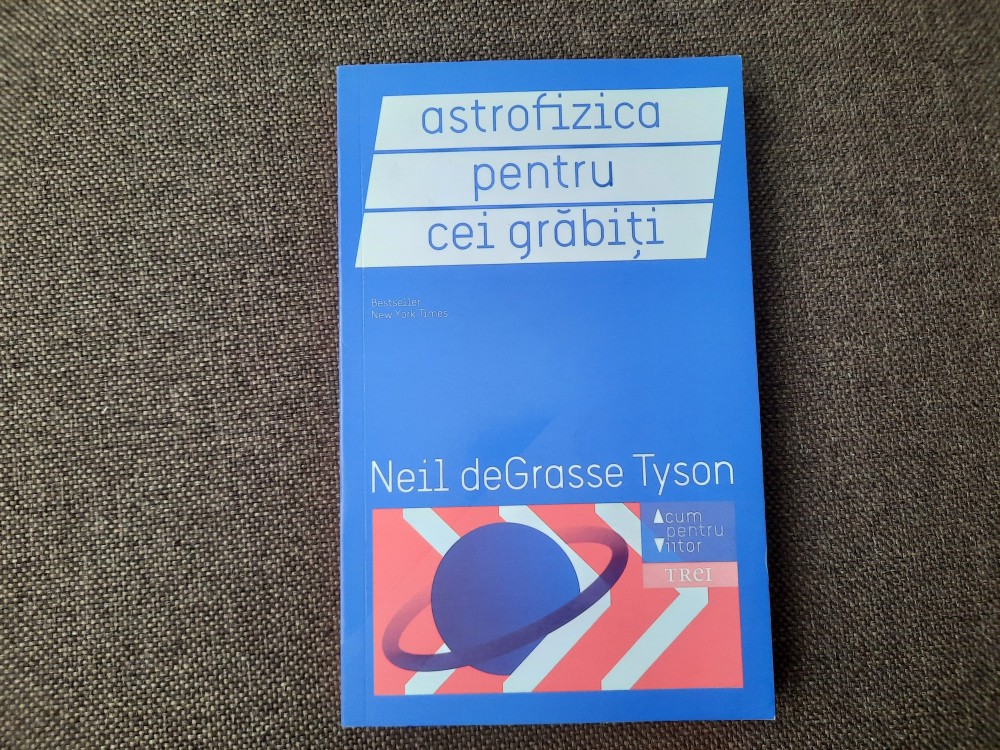 astrofizica
pentru
cei grăbiți
Bestseller
New York Times
Neil deGrasse Tyson
Acum
pentru
Viitor
TREI